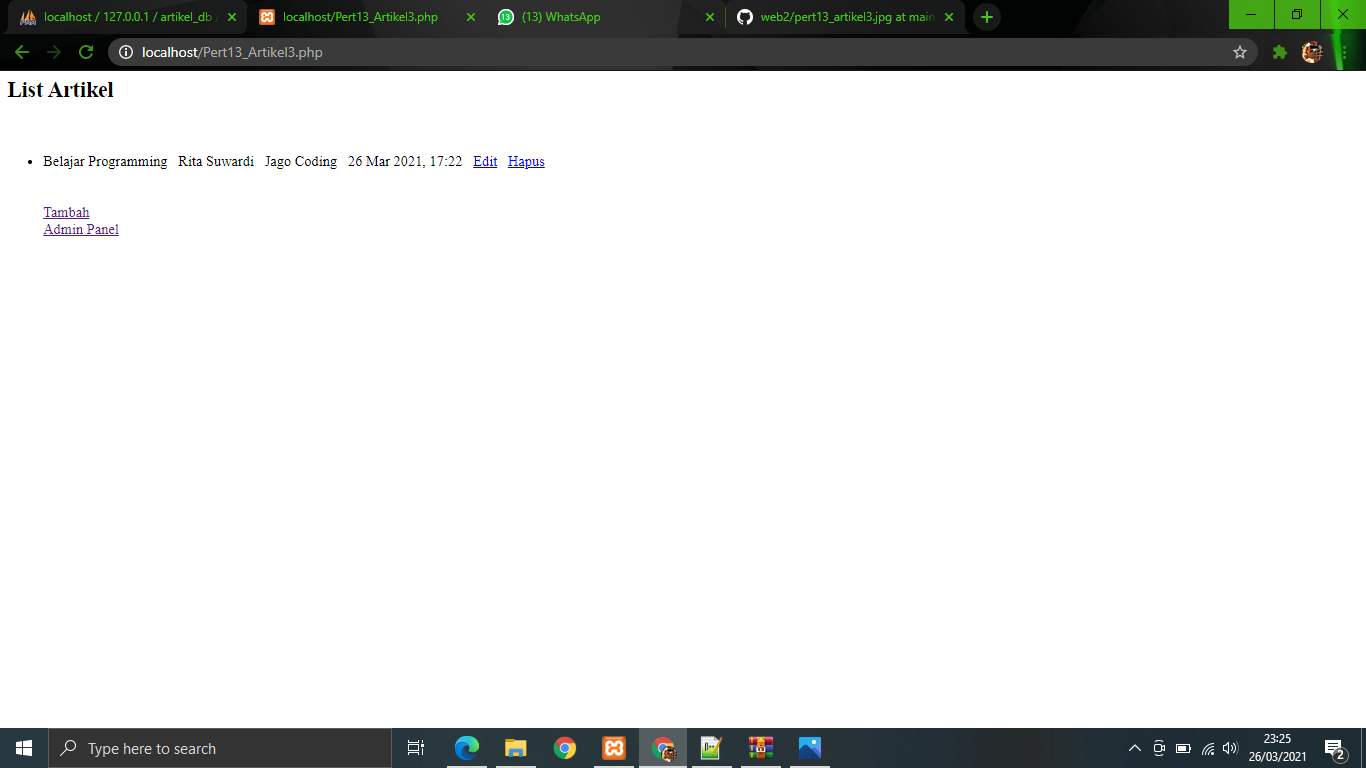 localhost / 127.0.0.1 / artikel_db
localhost/Pert13_Artikel3.php
13
(13) WhatsApp
web2/pert13_artikel3.jpg at main
localhost/Pert13_Artikel3.php
List Artikel
Belajar Programming Rita Suwardi Jago Coding 26 Mar 2021, 17:22 Edit Hapus
Tambah
Admin Panel
Type here to search
23:25
26/03/2021
2